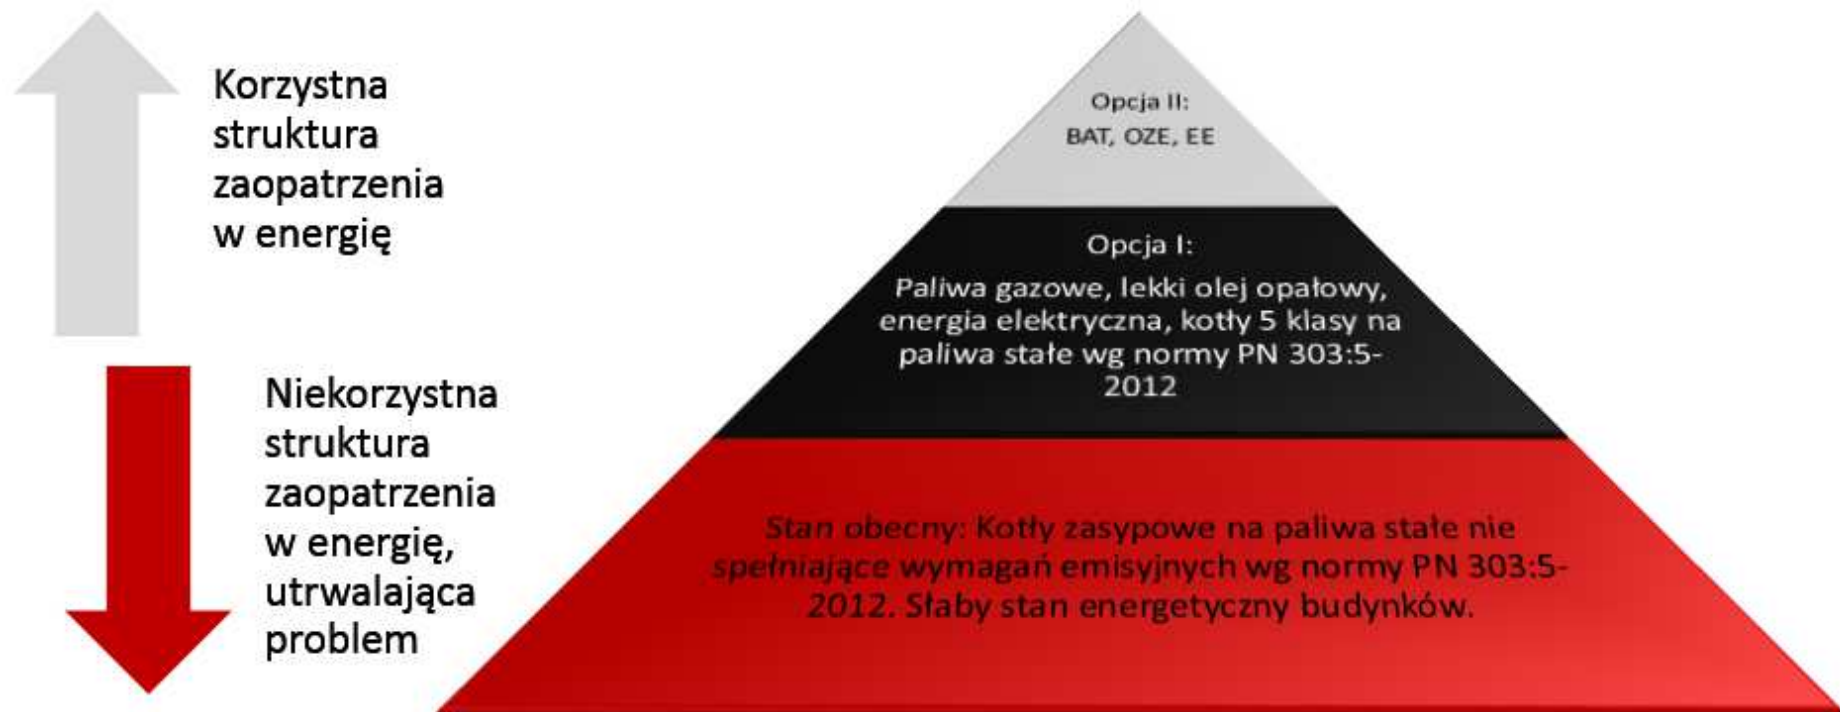 Korzystna
struktura
zaopatrzenia
w energię
Niekorzystna
struktura
zaopatrzenia
w energię,
utrwalająca
problem
Opcja II:
BAT, OZE, EE
Opcja I:
Paliwa gazowe, lekki olej opałowy,
energia elektryczna, kotły 5 klasy na
paliwa stałe wg normy PN 303:5-
2012
Stan obecny: Kotły zasypowe na paliwa stałe nie
spełniające wymagań emisyjnych wg normy PN 303:5-
2012. Słaby stan energetyczny budynków.